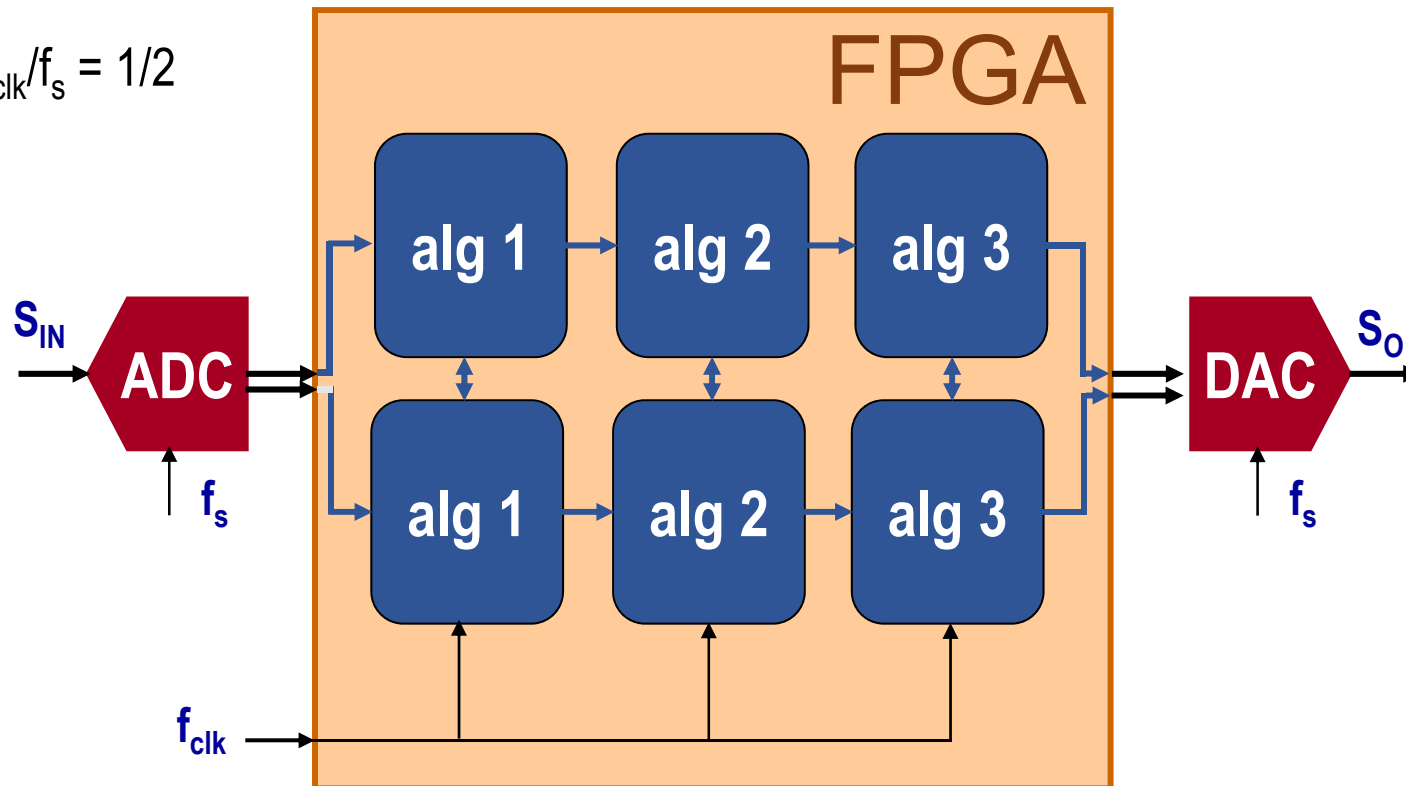 clk/fs = 1/2
FPGA
alg 1
alg 2
alg 3
SIN
ADC
fs
alg 1
alg 2
alg 3
SO
DAC
fs
fclk